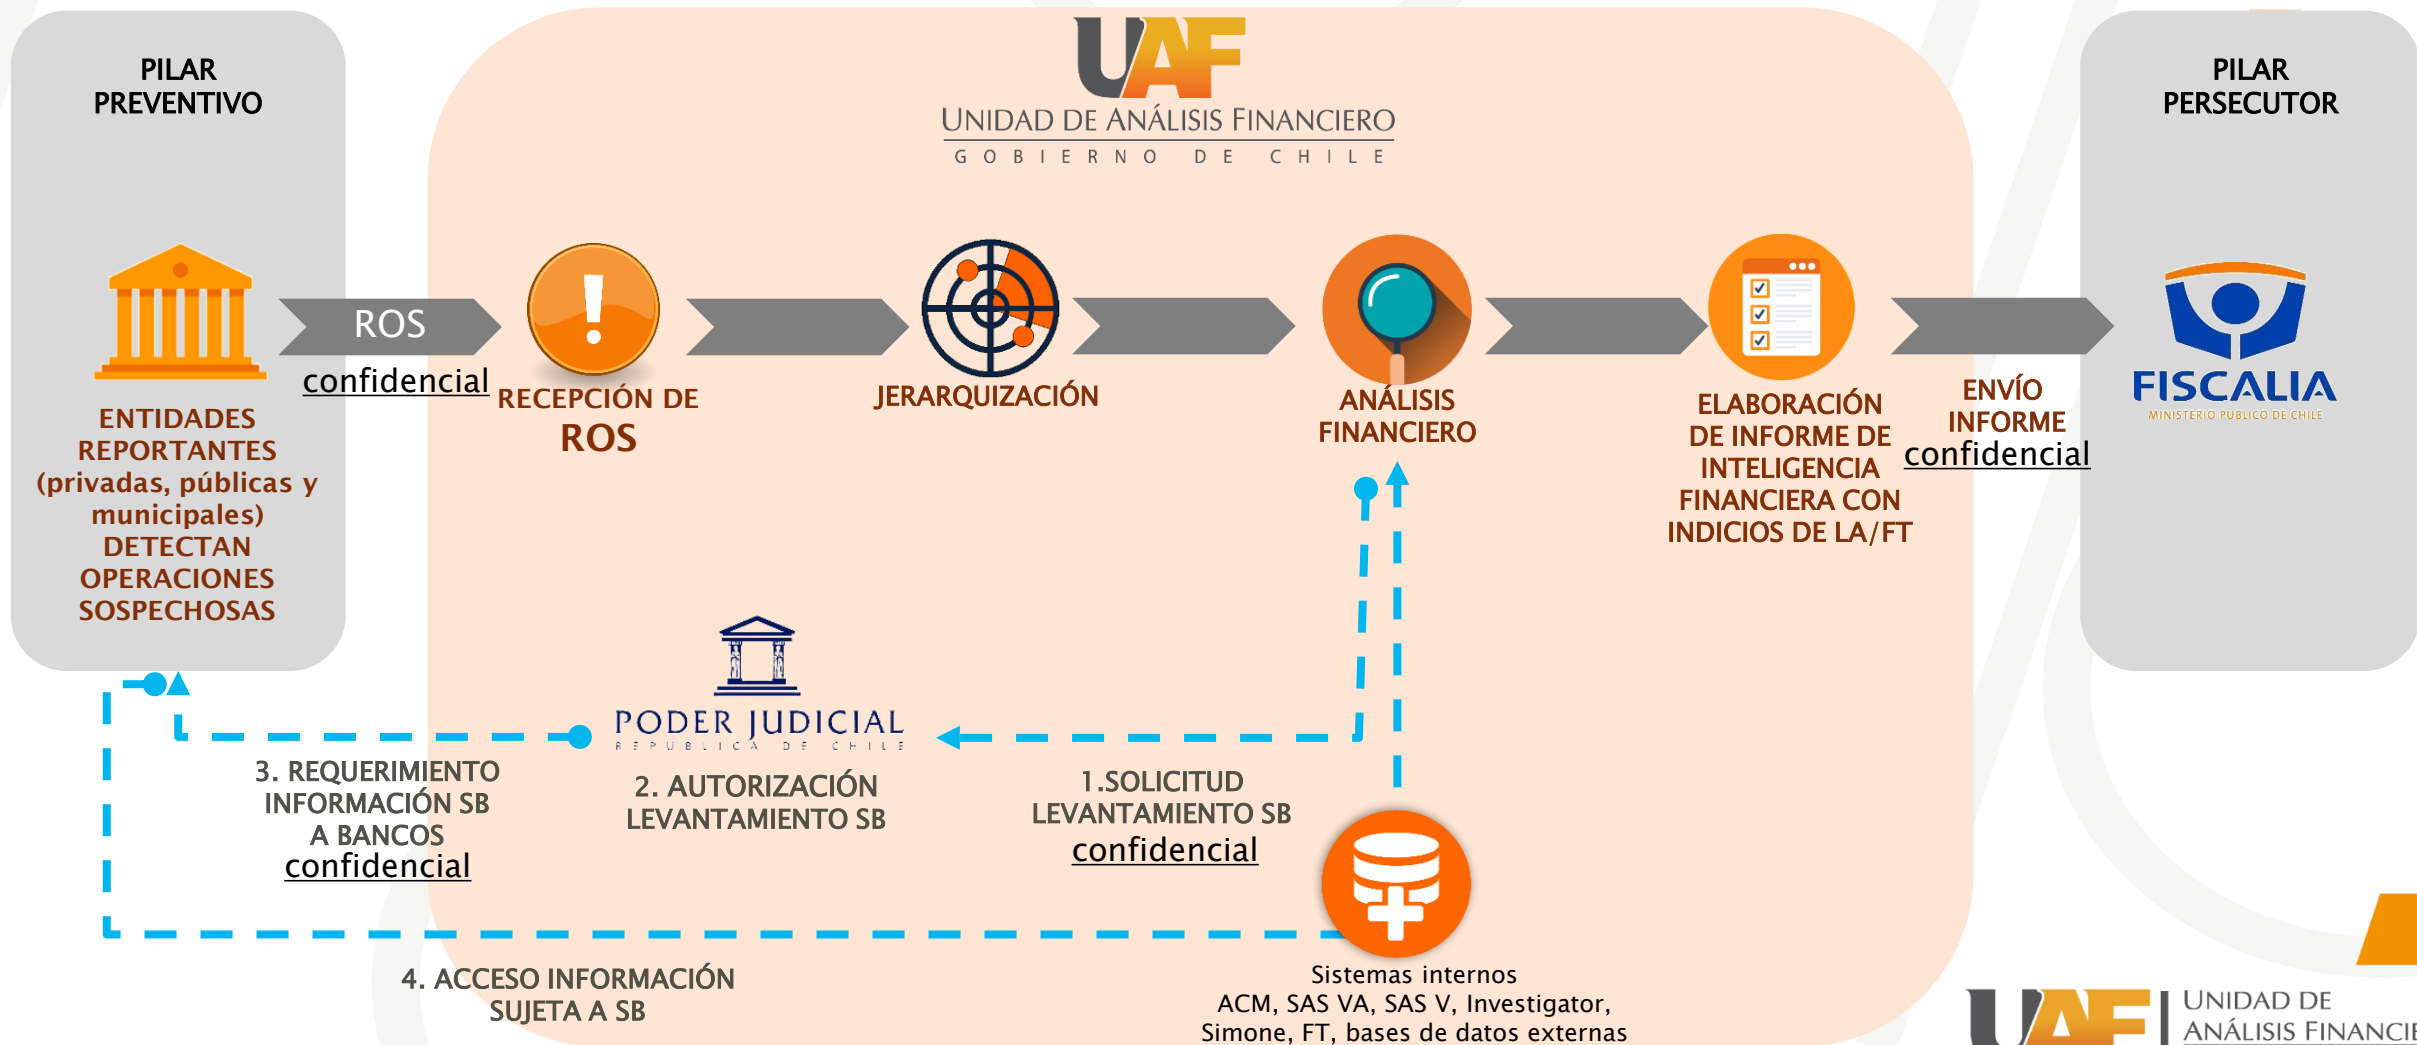 PILAR
PREVENTIVO
ENTIDADES
REPORTANTES
(privadas, públicas y
municipales)
DETECTAN
OPERACIONES
SOSPECHOSAS
ROS
confidencial
UAF
UNIDAD DE ANÁLISIS FINANCIERO
GOBIERNO DE CHILE
RECEPCIÓN DE
ROS
JERARQUIZACIÓN
ANÁLISIS
FINANCIERO
ELABORACIÓN
DE INFORME DE
INTELIGENCIA
FINANCIERA CON
INDICIOS DE LA/FT
ENVÍO
INFORME
confidencial
PILAR
PERSECUTOR
FISCALIA
MINISTERIO PUBLICO DE CHILE
PODER JUDICIAL
REPUBLICA DE CHILE
1.SOLICITUD
LEVANTAMIENTO SB
confidencial
2. AUTORIZACIÓN
LEVANTAMIENTO SB
3. REQUERIMIENTO
INFORMACIÓN SB
A BANCOS
confidencial
4. ACCESO INFORMACIÓN
SUJETA A SB
Sistemas internos
ACM, SAS VA, SAS V, Investigator,
Simone, FT, bases de datos externas
UAF
UNIDAD DE
ANÁLISIS FINANCIE